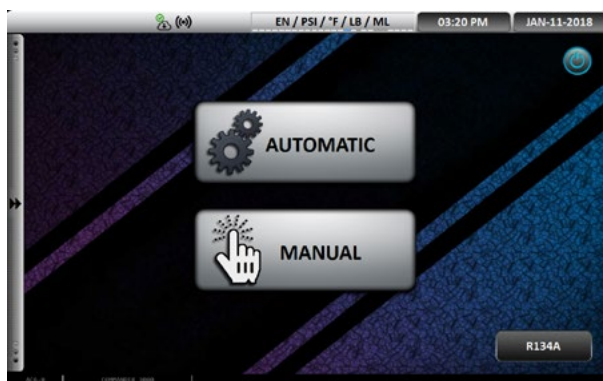 EN / PSI / °F / LB / ML
03:20 PM
JAN-11-2018
AUTOMATIC
MANUAL
R134A